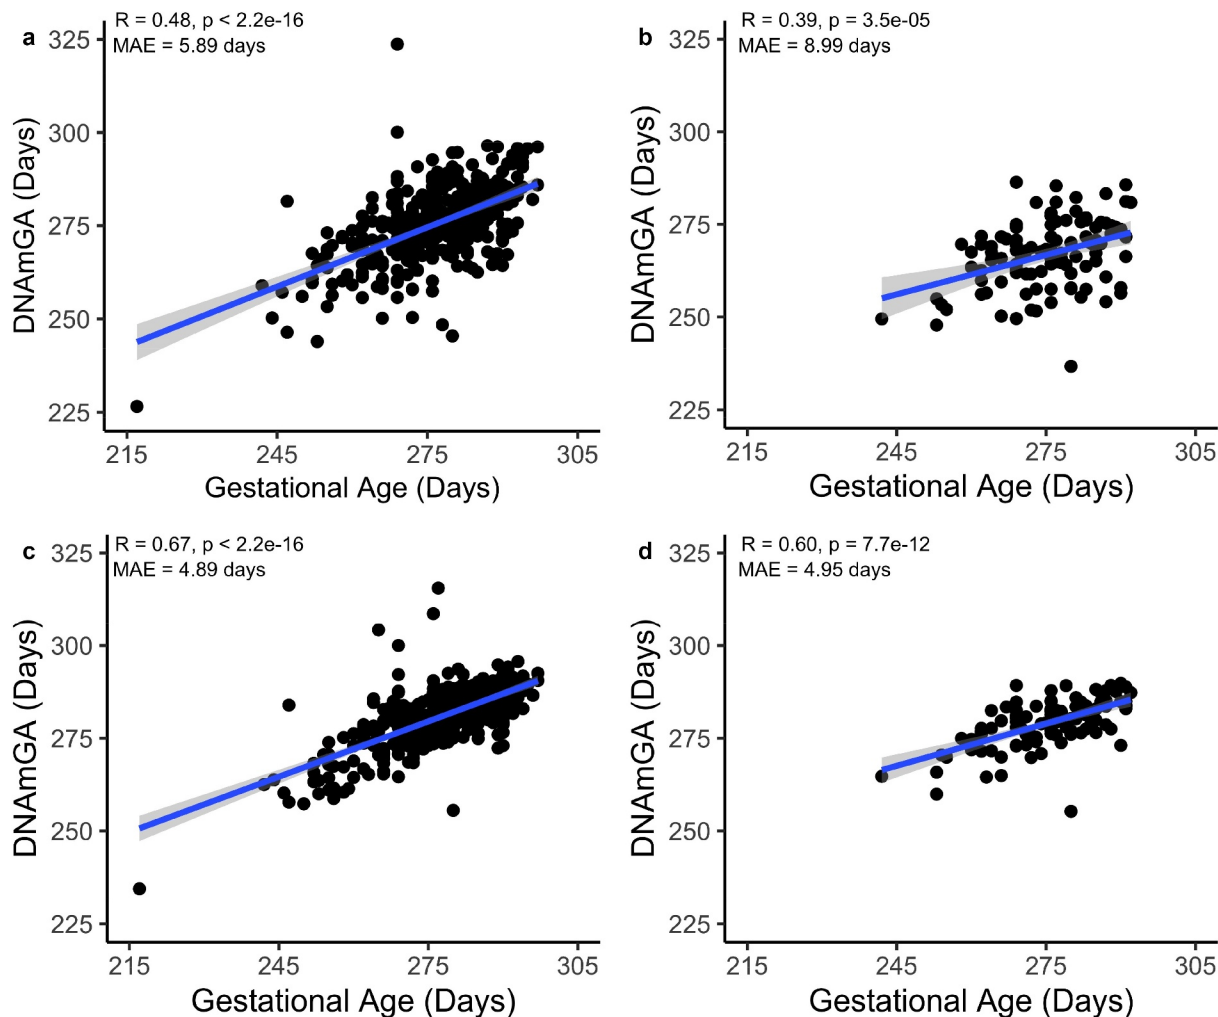 a
R = 0.48, p < 2.2e-16
MAE = 5.89 days
DNAmGA (Days)
325
300
275
250
225
215 245 275 305
Gestational Age (Days)
b
R = 0.39, p = 3.5e-05
MAE = 8.99 days
DNAmGA (Days)
325
300
275
250
225
215 245 275 305
Gestational Age (Days)
c
R = 0.67, p < 2.2e-16
MAE = 4.89 days
DNAmGA (Days)
325
300
275
250
225
215 245 275 305
Gestational Age (Days)
d
R = 0.60, p = 7.7e-12
MAE = 4.95 days
DNAmGA (Days)
325
300
275
250
225
215 245 275 305
Gestational Age (Days)